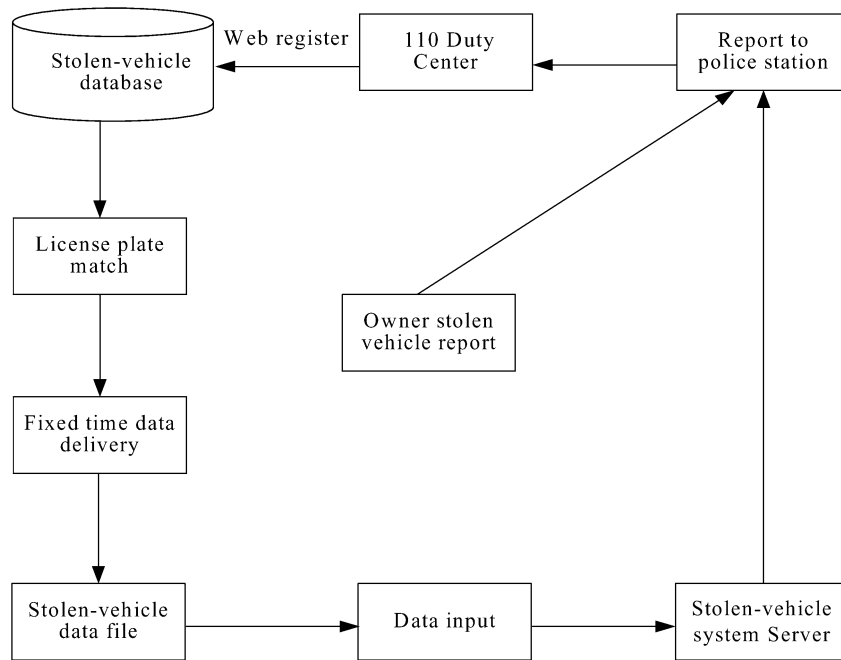 Stolen-vehicle
database
Web register
110 Duty
Center
Report to
police station
License plate
match
Owner stolen
vehicle report
Fixed time data
delivery
Stolen-vehicle
data file
Data input
Stolen-vehicle
system Server